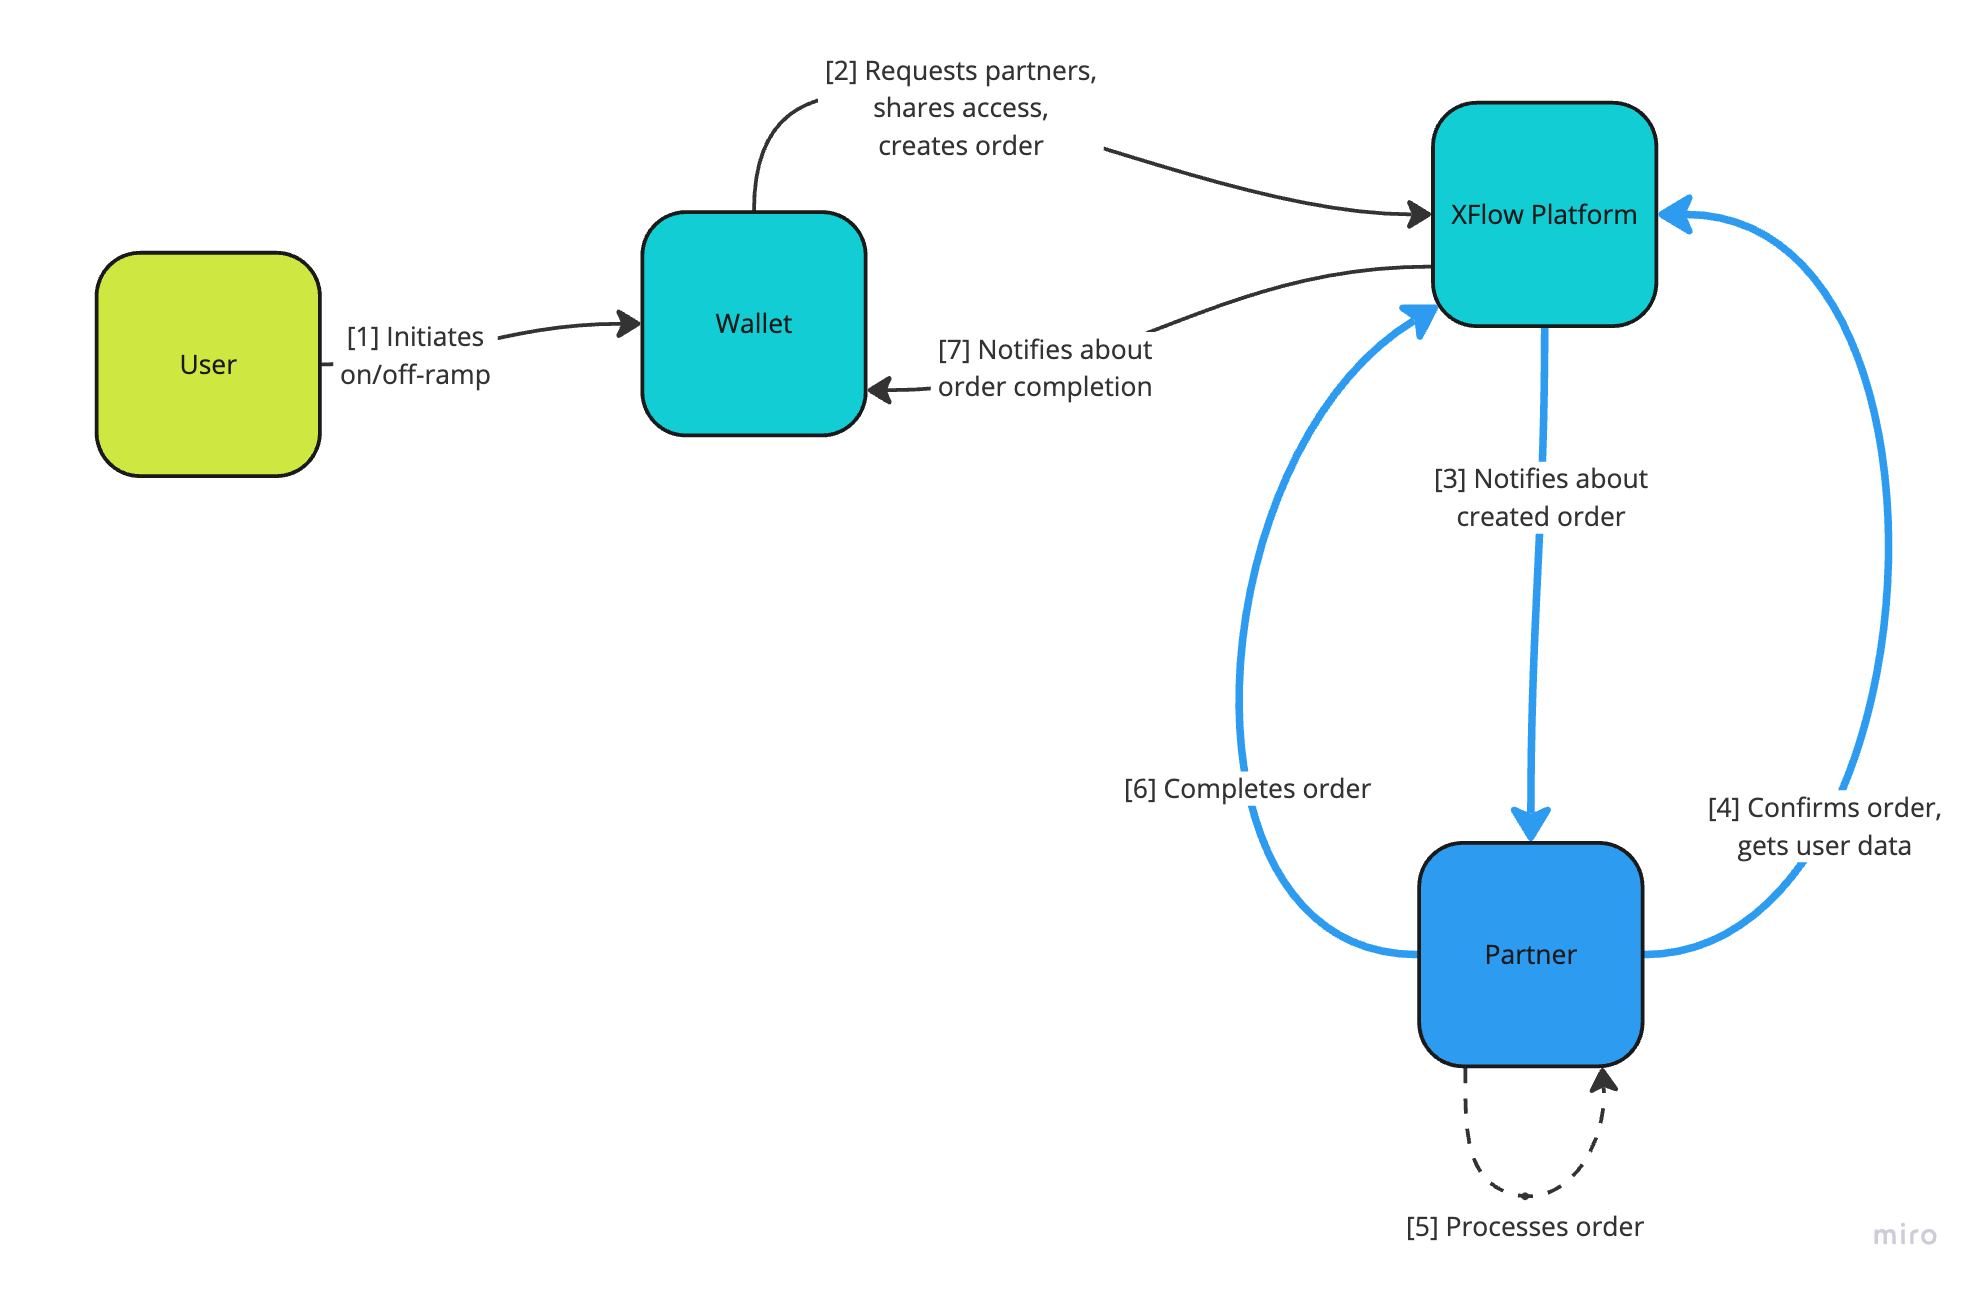 [2] Requests partners,
shares access,
creates order
XFlow Platform
Wallet
[1] Initiates
on/off-ramp
User
[7] Notifies about
order completion
[3] Notifies about
created order
[6] Completes order
[4] Confirms order,
gets user data
Partner
[5] Processes order
miro